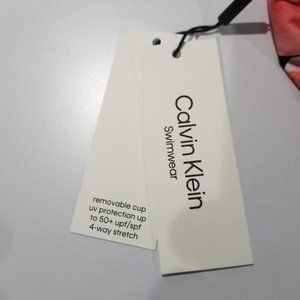 Calvin Klein
Swimwear
removable cup
uv protection up
to 50+ upf/spf
4-way stretch